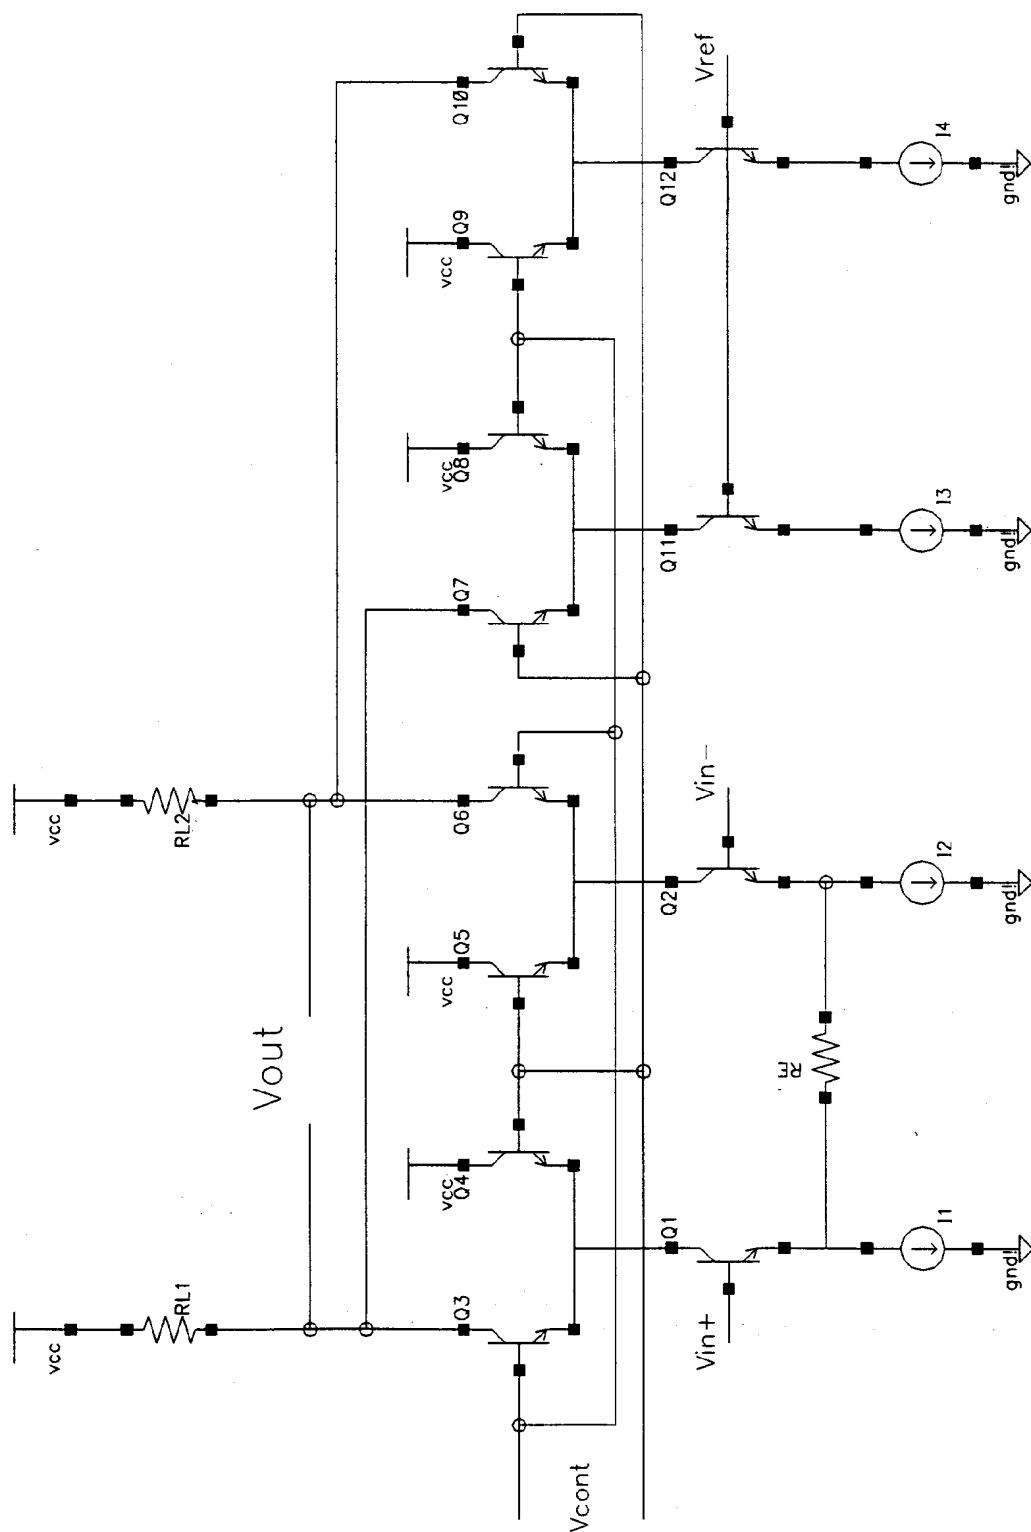 vcc
vcc
RL1
RL2
Vout
vcc
vcc
vcc
vcc
Q3
Q4
Q5
Q6
Q7
Q8
Q9
Q10
Vcont
Q1
Q2
Q11
Q12
Vin+
Vin-
Vref
RE
I1
I2
I3
I4
gnd!
gnd!
gnd!
gnd!